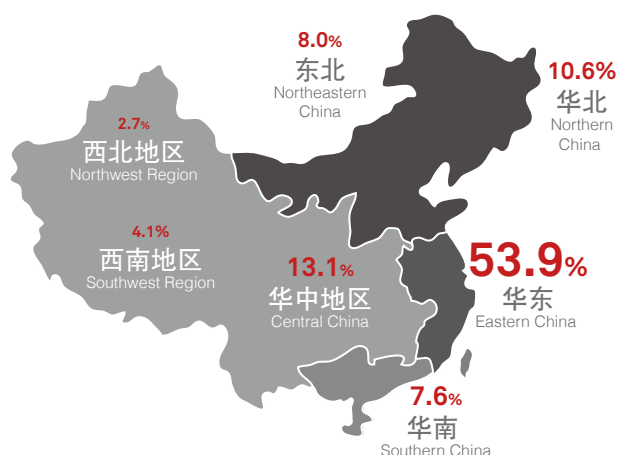 8.0%
东北
Northeastern
China
10.6%
华北
Northern
China
2.7%
西北地区
Northwest Region
4.1%
西南地区
Southwest Region
13.1%
华中地区
Central China
53.9%
华东
Eastern China
7.6%
华南
Southern China